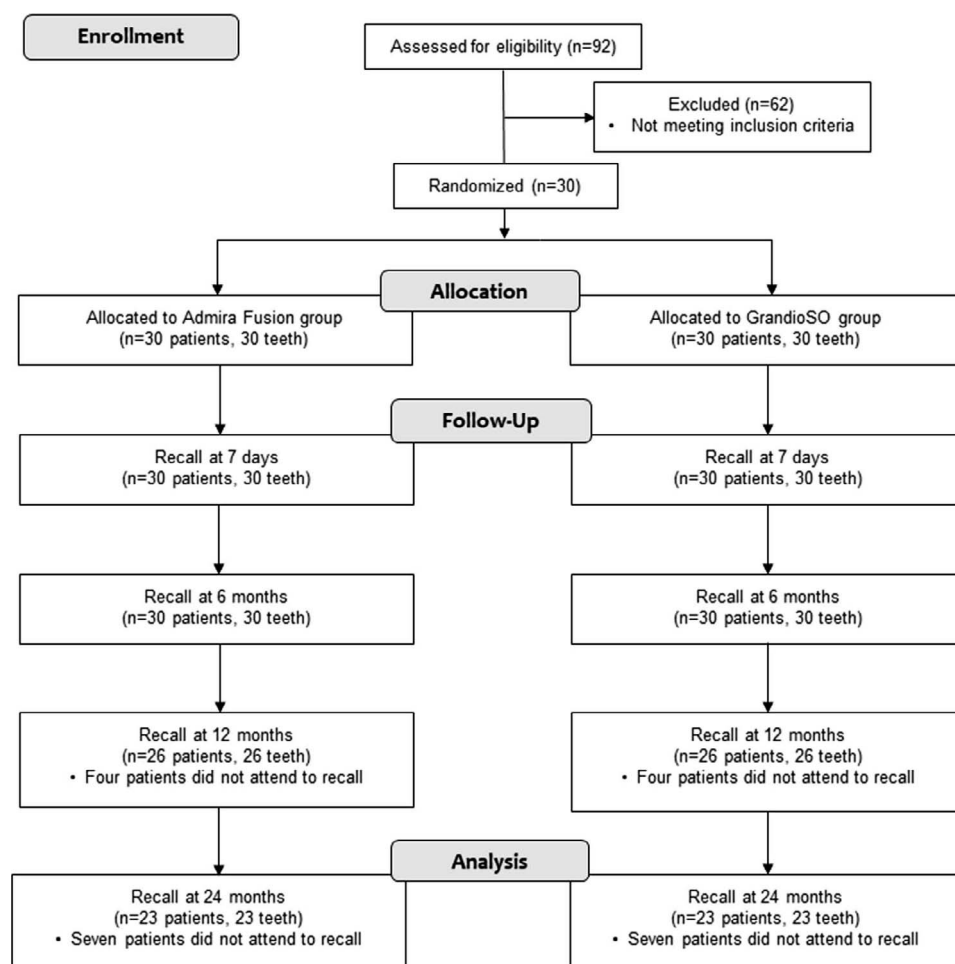 Enrollment
Assessed for eligibility (n=92)
Excluded (n=62)
• Not meeting inclusion criteria
Randomized (n=30)
Allocation
Allocated to Admira Fusion group
(n=30 patients, 30 teeth)
Allocated to GrandioSO group
(n=30 patients, 30 teeth)
Follow-Up
Recall at 7 days
(n=30 patients, 30 teeth)
Recall at 7 days
(n=30 patients, 30 teeth)
Recall at 6 months
(n=30 patients, 30 teeth)
Recall at 6 months
(n=30 patients, 30 teeth)
Recall at 12 months
(n=26 patients, 26 teeth)
• Four patients did not attend to recall
Recall at 12 months
(n=26 patients, 26 teeth)
• Four patients did not attend to recall
Analysis
Recall at 24 months
(n=23 patients, 23 teeth)
• Seven patients did not attend to recall
Recall at 24 months
(n=23 patients, 23 teeth)
• Seven patients did not attend to recall